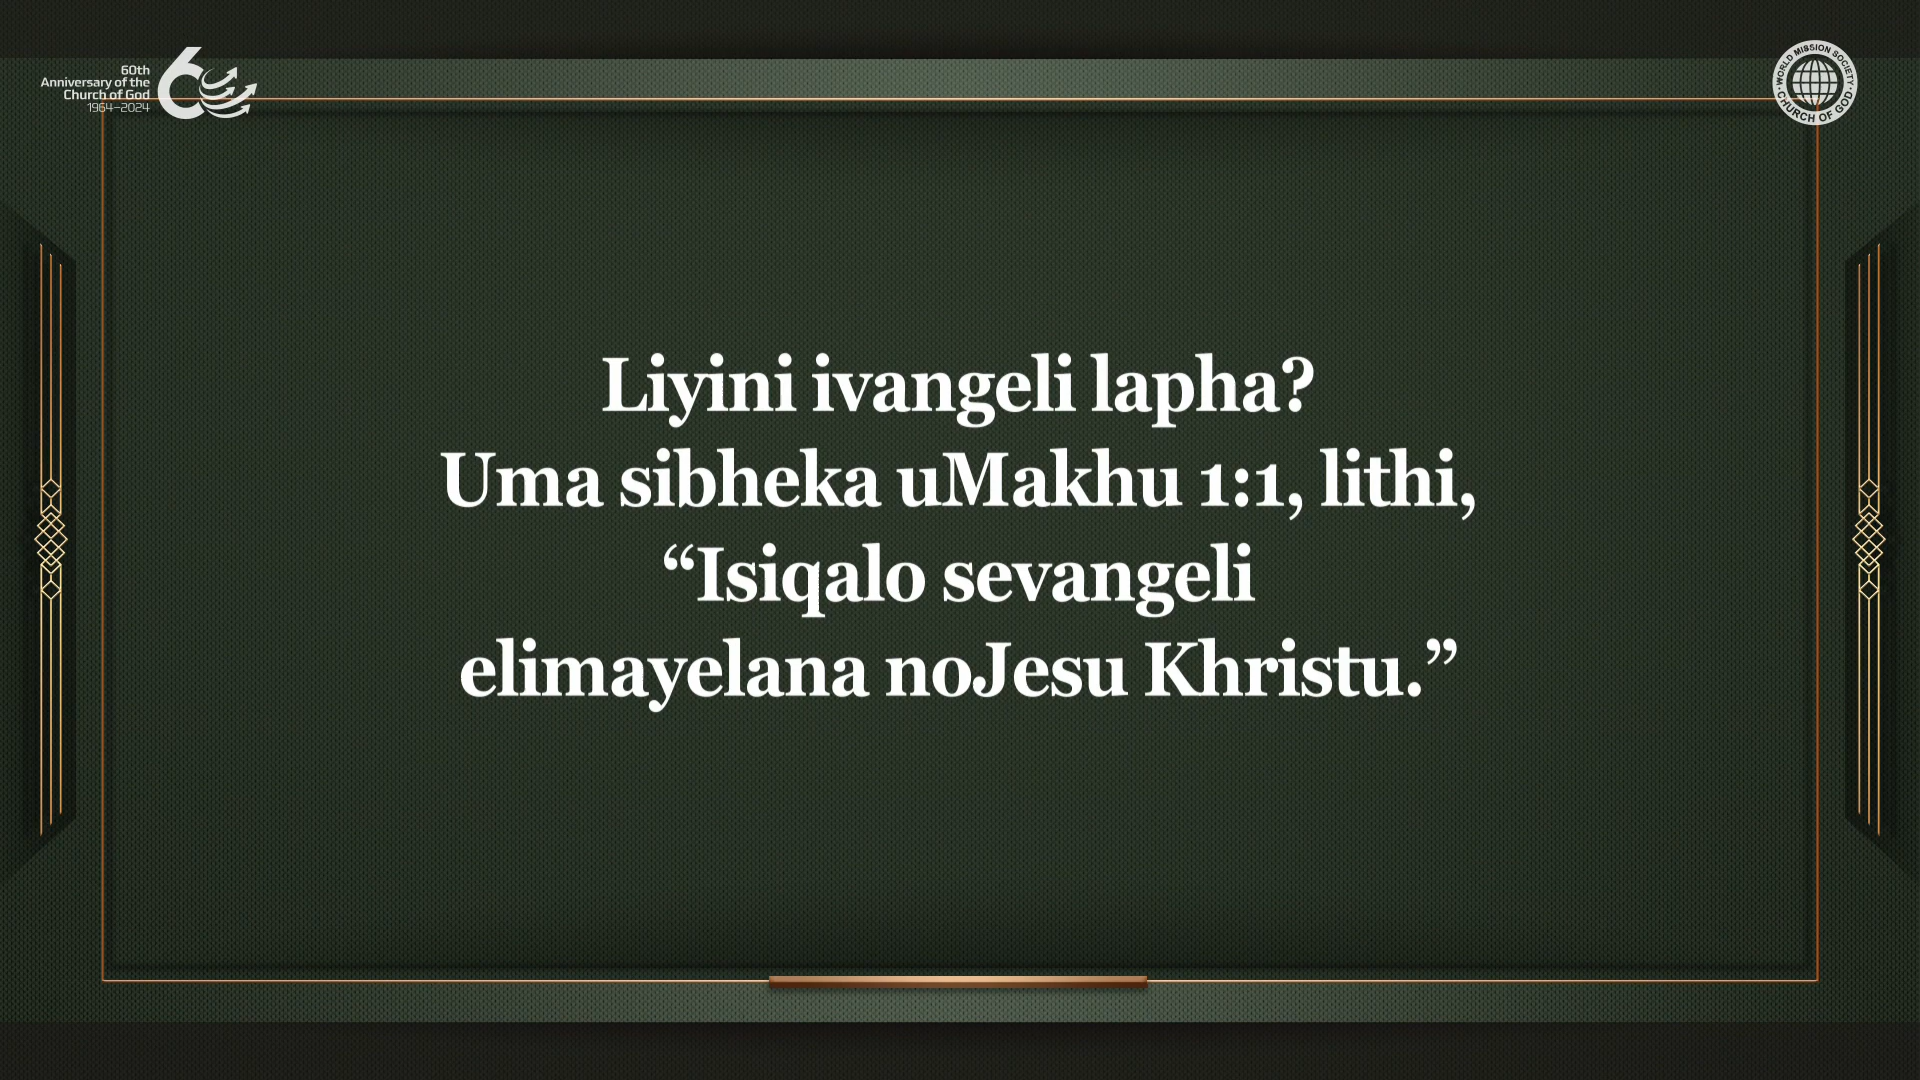 60th
Anniversary of the
Church of God
1964–2024
WORLD MISSION SOCIETY
CHURCH OF GOD
Liyini ivangeli lapha?
Uma sibheka uMakhu 1:1, lithi,
“Isiqalo sevangeli
elimayelana noJesu Khristu.”